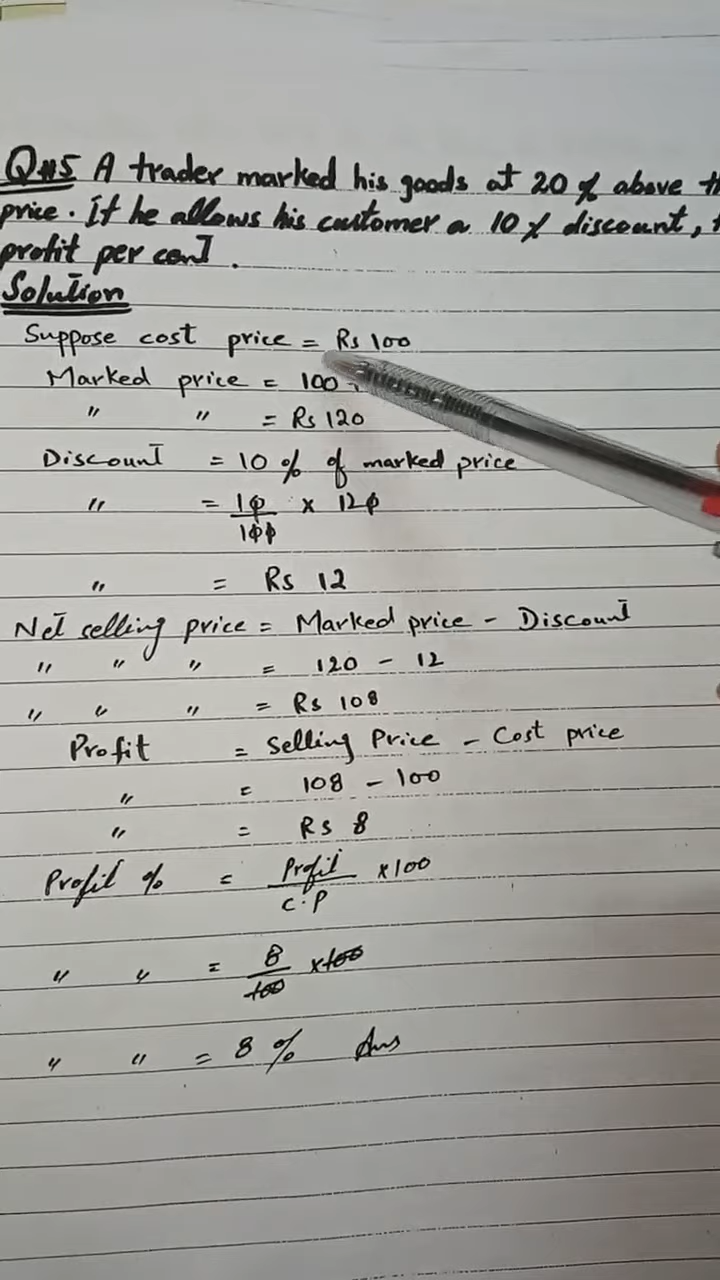 Q#5 A trader marked his goods at 20 % above th
price. If he allows his customer a 10 % discount,
profit per cent.
Solution
Suppose cost price = Rs 100
Marked price = 100
" " = Rs 120
Discount = 10 % of marked price
" = 10/100 x 120
" = Rs 12
Net selling price = Marked price - Discount
" " " = 120 - 12
" " " = Rs 108
Profit = Selling Price - Cost price
" = 108 - 100
" = Rs 8
Profit % = Profit/C.P x100
" " = 8/100 x100
" " = 8 % Ans